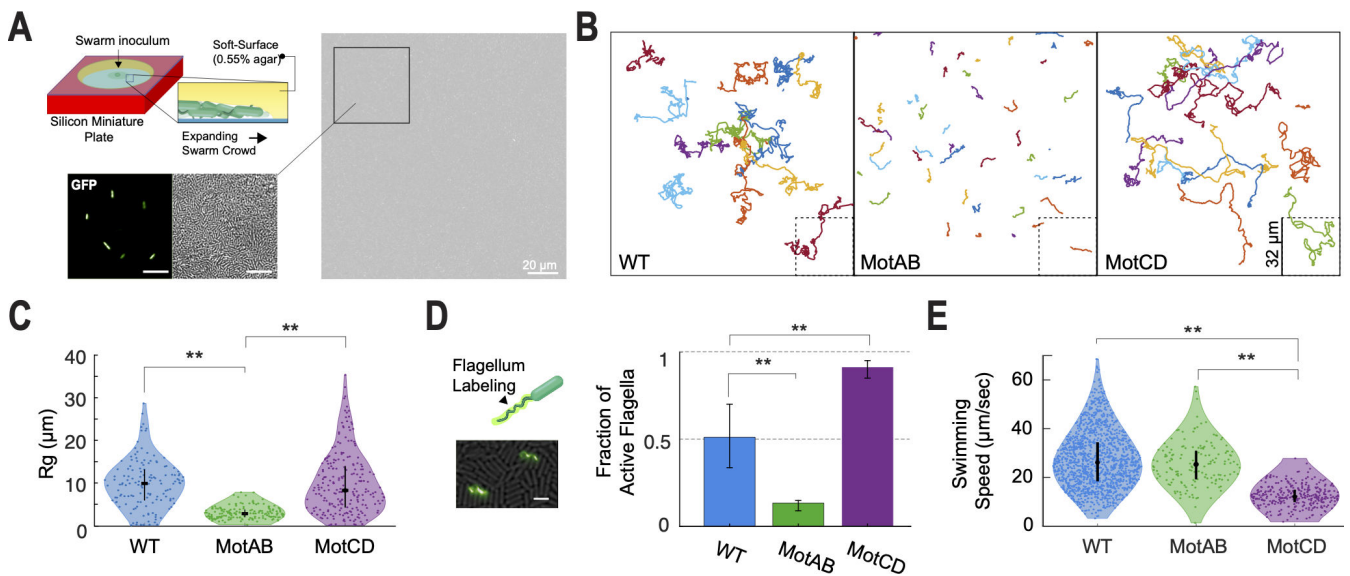 A
Swarm inoculum
Soft-Surface
(0.55% agar)
Silicon Miniature
Plate
Expanding
Swarm Crowd
GFP
20 µm
B
WT
MotAB
MotCD
32 µm
C
**
**
40
30
20
10
0
Rg (µm)
WT
MotAB
MotCD
D
Flagellum
Labeling
**
**
1
0.5
0
Fraction of
Active Flagella
WT
MotAB
MotCD
E
**
**
60
40
20
0
Swimming
Speed (µm/sec)
WT
MotAB
MotCD